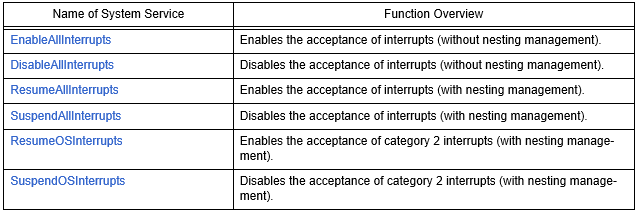 Name of System Service Function Overview
EnableAllInterrupts Enables the acceptance of interrupts (without nesting management).
DisableAllInterrupts Disables the acceptance of interrupts (without nesting management).
ResumeAllInterrupts Enables the acceptance of interrupts (with nesting management).
SuspendAllInterrupts Disables the acceptance of interrupts (with nesting management).
ResumeOSInterrupts Enables the acceptance of category 2 interrupts (with nesting manage-
ment).
SuspendOSInterrupts Disables the acceptance of category 2 interrupts (with nesting manage-
ment).